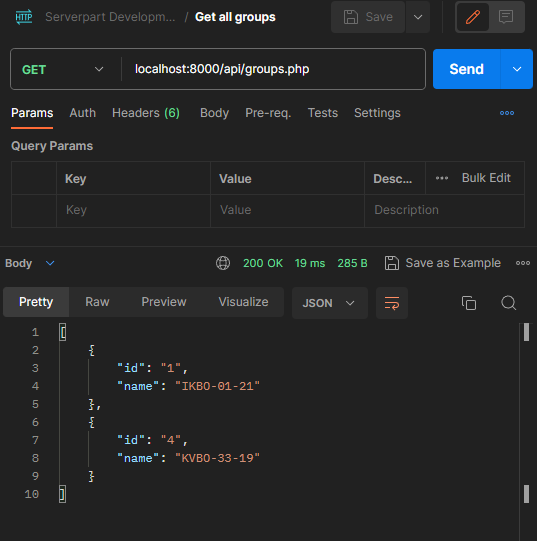 HTTP Serverpart Developm... / Get all groups Save
GET localhost:8000/api/groups.php Send
Params Auth Headers (6) Body Pre-req. Tests Settings
Query Params
Key Value Desc... Bulk Edit
Key Value Description
Body 200 OK 19 ms 285 B Save as Example
Pretty Raw Preview Visualize JSON
1 [
2 {
3 "id": "1",
4 "name": "IKBO-01-21"
5 },
6 {
7 "id": "4",
8 "name": "KVBO-33-19"
9 }
10 ]